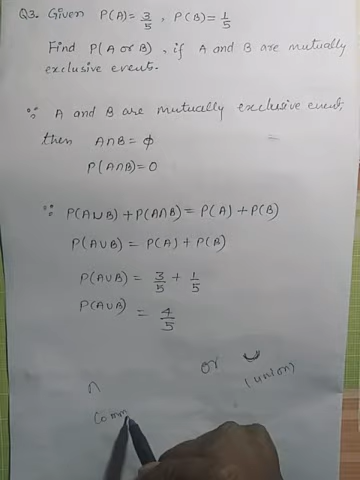 Q3. Given P(A)=3/5, P(B)=1/5
Find P(A or B), if A and B are mutually
exclusive events.
∵ A and B are mutually exclusive events
then A∩B=ϕ
P(A∩B)=0
∵ P(A∪B)+P(A∩B)=P(A)+P(B)
P(A∪B)=P(A)+P(B)
P(A∪B)=3/5+1/5
P(A∪B)=4/5
or ∪
(union)
∩
Comm